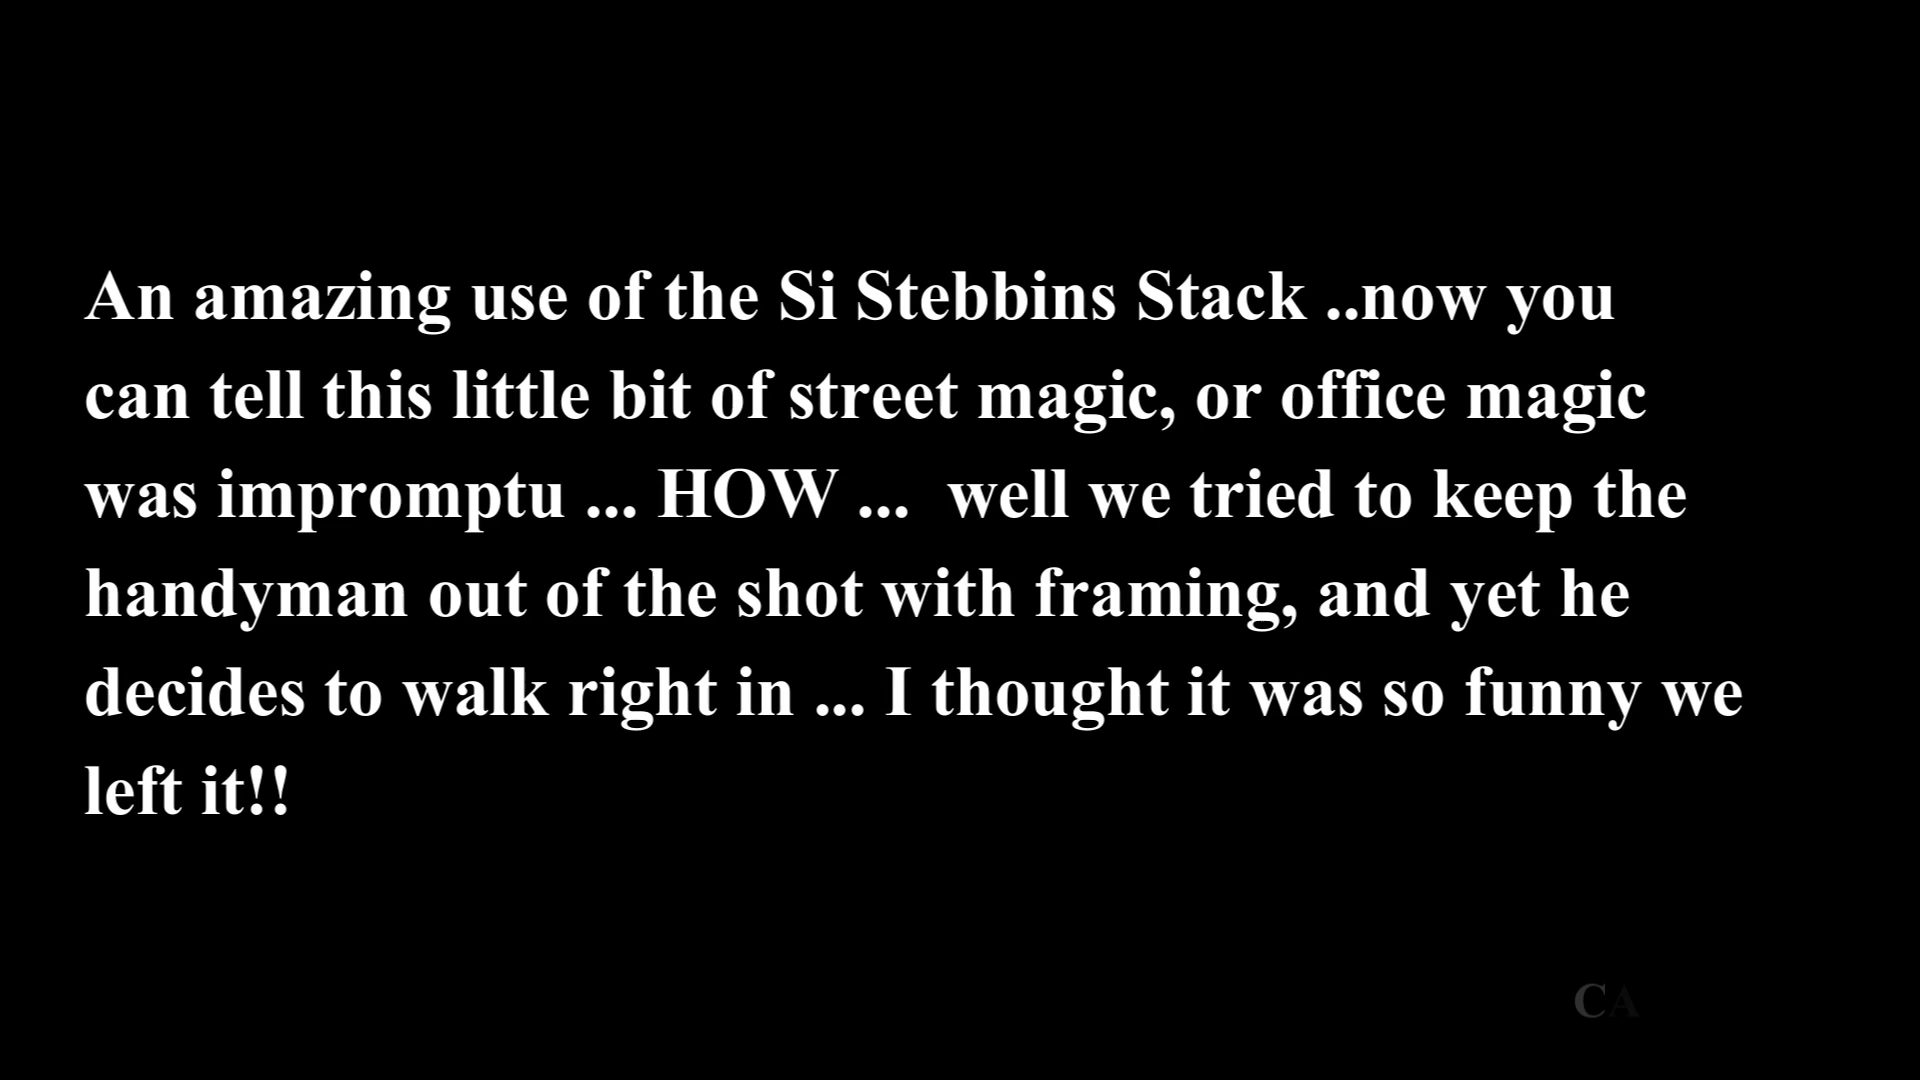 An amazing use of the Si Stebbins Stack ..now you
can tell this little bit of street magic, or office magic
was impromptu ... HOW ...  well we tried to keep the
handyman out of the shot with framing, and yet he
decides to walk right in ... I thought it was so funny we
left it!!
CA